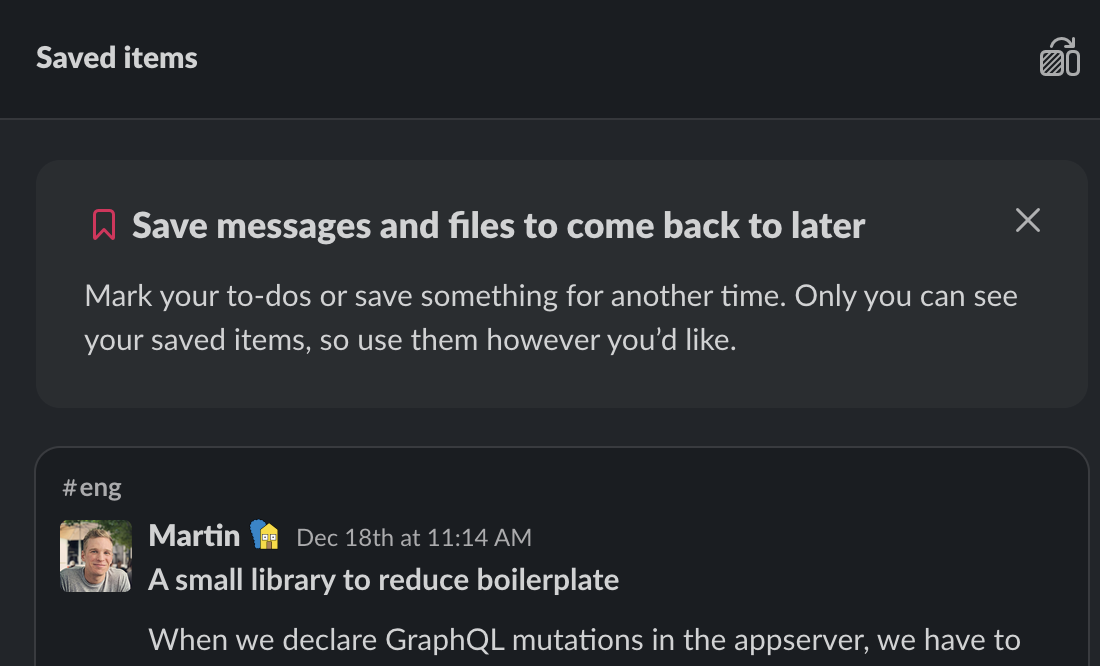 Saved items
Save messages and files to come back to later
Mark your to-dos or save something for another time. Only you can see
your saved items, so use them however you’d like.
#eng
Martin Dec 18th at 11:14 AM
A small library to reduce boilerplate
When we declare GraphQL mutations in the appserver, we have to